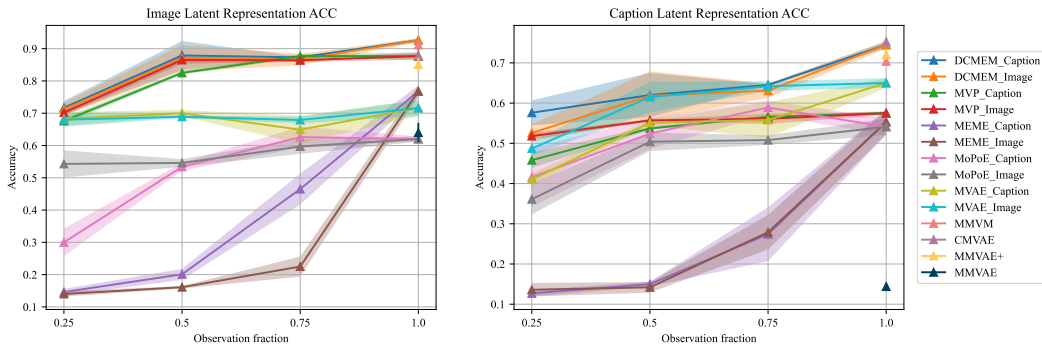 Image Latent Representation ACC
Accuracy
0.9
0.8
0.7
0.6
0.5
0.4
0.3
0.2
0.1
0.25
0.5
0.75
1.0
Observation fraction
Caption Latent Representation ACC
Accuracy
0.7
0.6
0.5
0.4
0.3
0.2
0.1
0.25
0.5
0.75
1.0
Observation fraction
DCMEM_Caption
DCMEM_Image
MVP_Caption
MVP_Image
MEME_Caption
MEME_Image
MoPoE_Caption
MoPoE_Image
MVAE_Caption
MVAE_Image
MMVM
CMVAE
MMVAE+
MMVAE